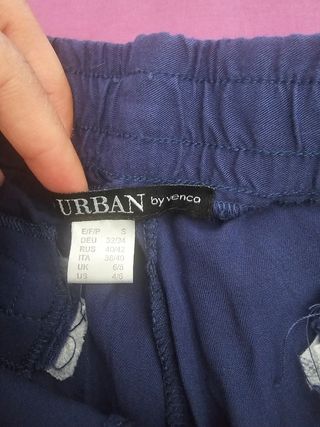 URBAN by venca
E/F/P S
DEU 32/34
RUS 40/42
ITA 38/40
UK 6/8
US 4/6